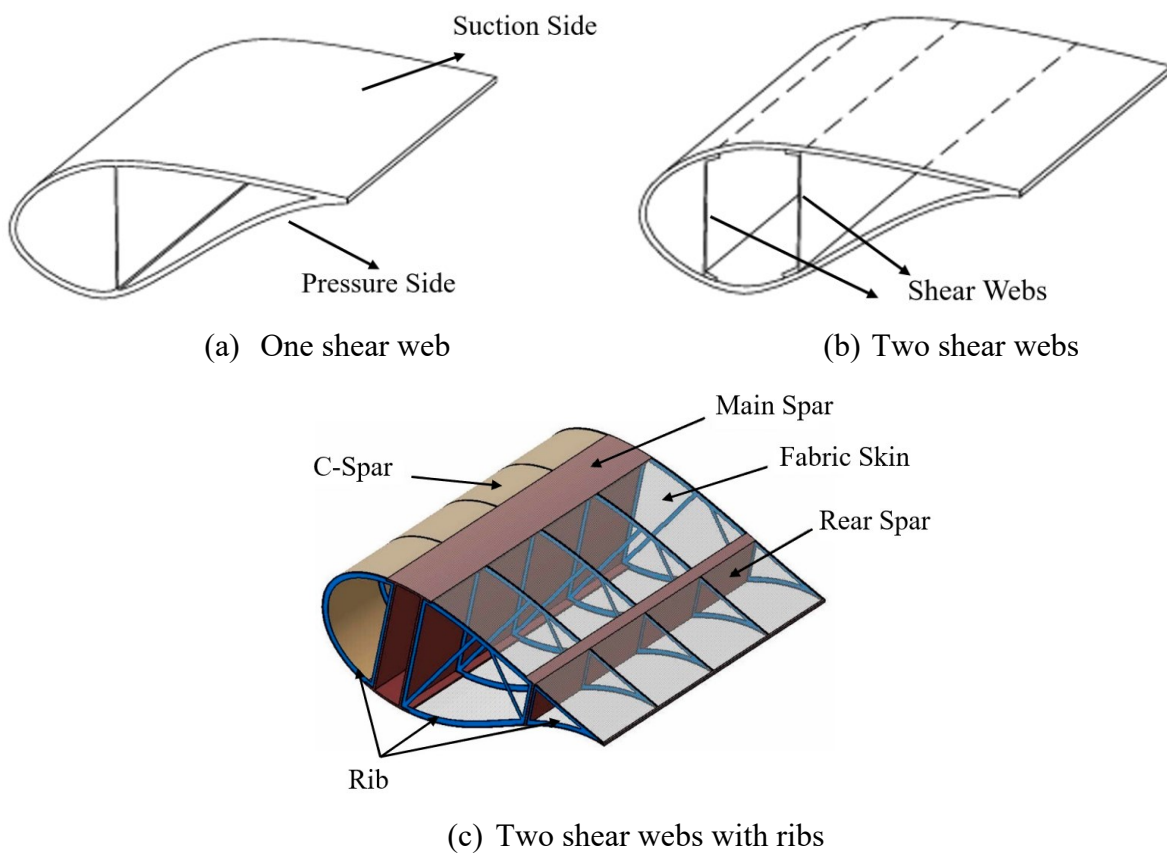 Suction Side
Pressure Side
Shear Webs
(a) One shear web
(b) Two shear webs
Main Spar
C-Spar
Fabric Skin
Rear Spar
Rib
(c) Two shear webs with ribs